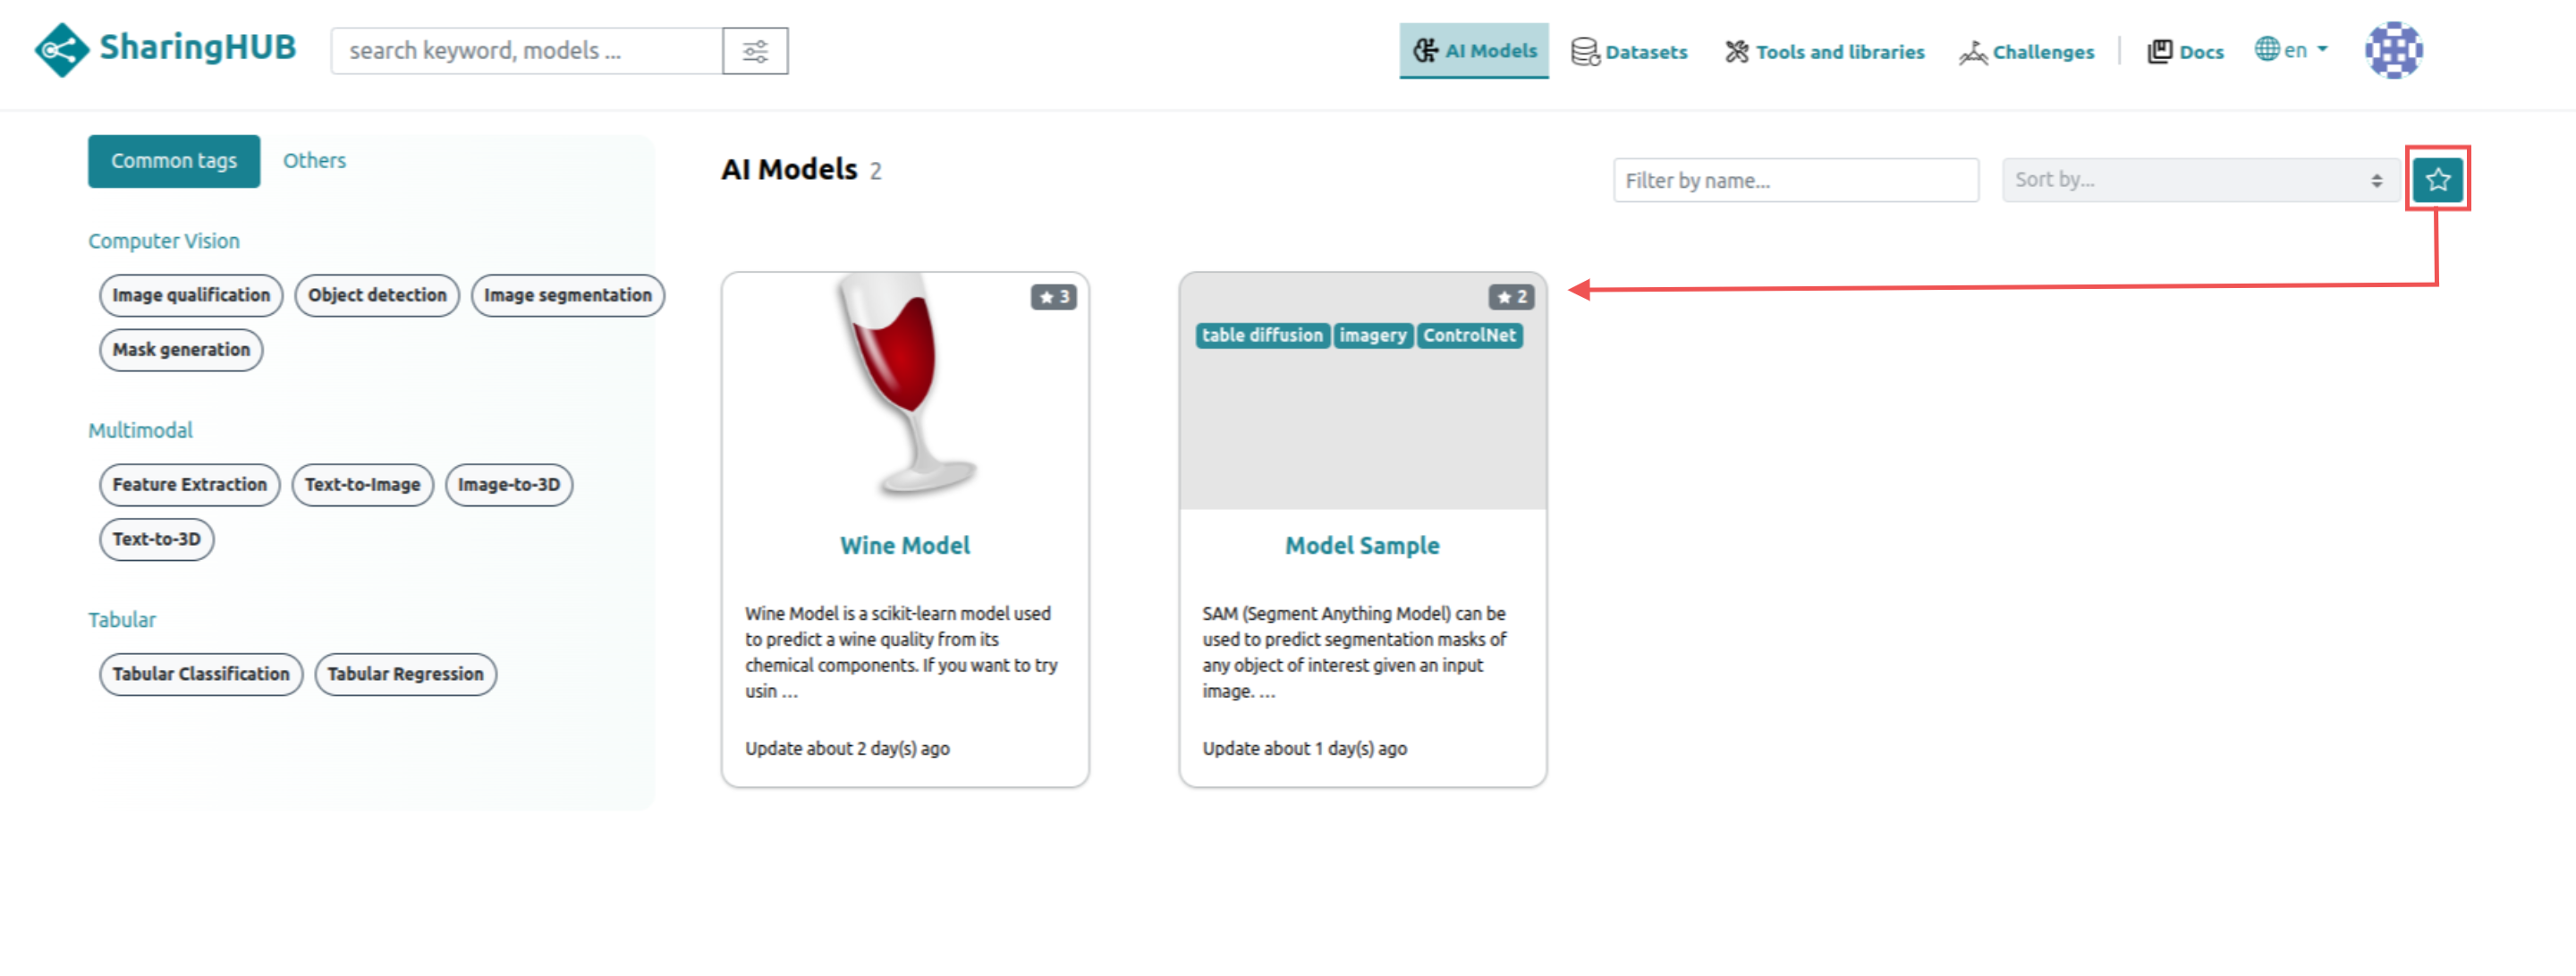 SharingHUB
search keyword, models ...
AI Models
Datasets
Tools and libraries
Challenges
Docs
en
Common tags
Others
Computer Vision
Image qualification
Object detection
Image segmentation
Mask generation
Multimodal
Feature Extraction
Text-to-Image
Image-to-3D
Text-to-3D
Tabular
Tabular Classification
Tabular Regression
AI Models 2
Filter by name...
Sort by...
3
Wine Model
Wine Model is a scikit-learn model used
to predict a wine quality from its
chemical components. If you want to try
usin ...
Update about 2 day(s) ago
2
table diffusion
imagery
ControlNet
Model Sample
SAM (Segment Anything Model) can be
used to predict segmentation masks of
any object of interest given an input
image. ...
Update about 1 day(s) ago